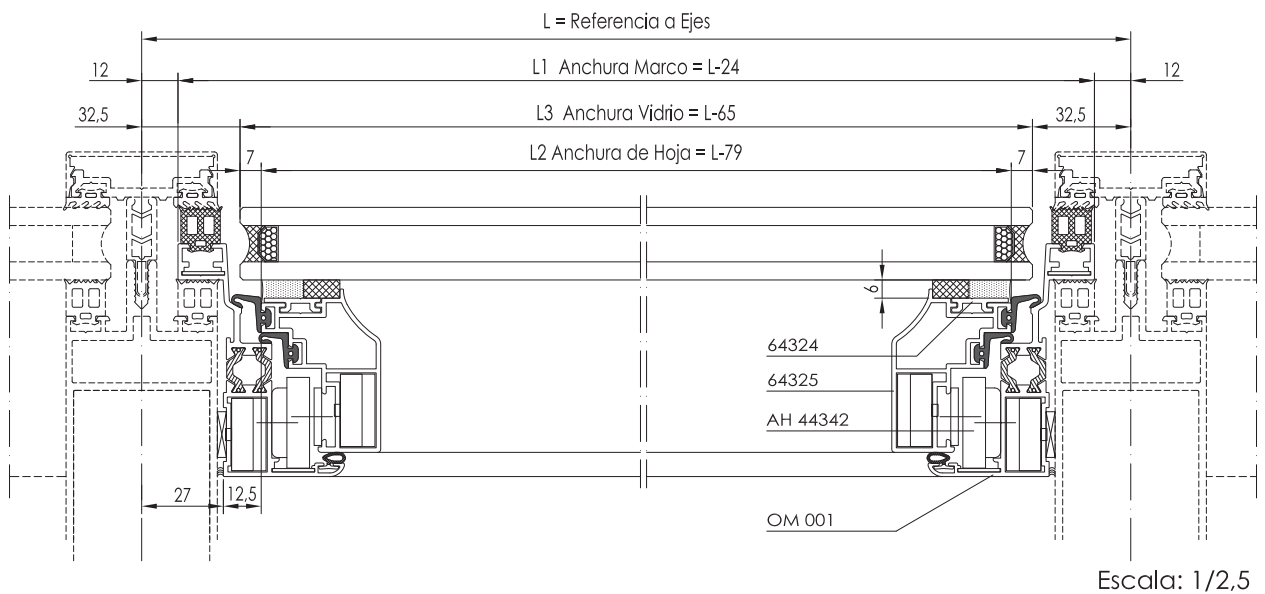 L = Referencia a Ejes
12
L1 Anchura Marco = L-24
12
32,5
L3 Anchura Vidrio = L-65
32,5
7
L2 Anchura de Hoja = L-79
7
6
64324
64325
AH 44342
27
12,5
OM 001
Escala: 1/2,5